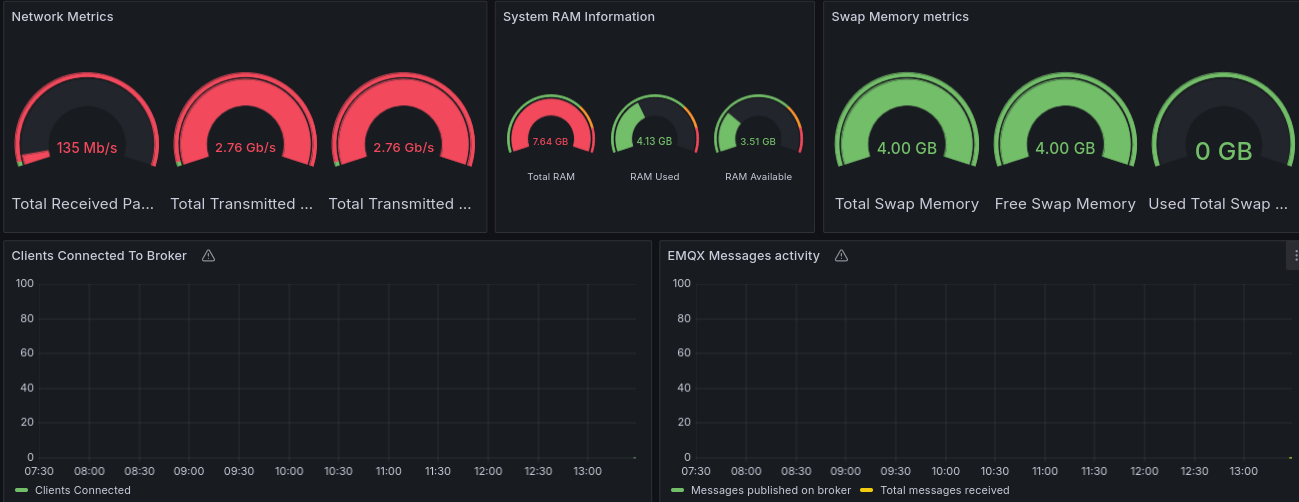 Network Metrics
135 Mb/s
2.76 Gb/s
2.76 Gb/s
Total Received Pa...
Total Transmitted ...
Total Transmitted ...
System RAM Information
7.64 GB
4.13 GB
3.51 GB
Total RAM
RAM Used
RAM Available
Swap Memory metrics
4.00 GB
4.00 GB
0 GB
Total Swap Memory
Free Swap Memory
Used Total Swap ...
Clients Connected To Broker
100
80
60
40
20
0
07:30 08:00 08:30 09:00 09:30 10:00 10:30 11:00 11:30 12:00 12:30 13:00
Clients Connected
EMQX Messages activity
100
80
60
40
20
0
07:30 08:00 08:30 09:00 09:30 10:00 10:30 11:00 11:30 12:00 12:30 13:00
Messages published on broker Total messages received